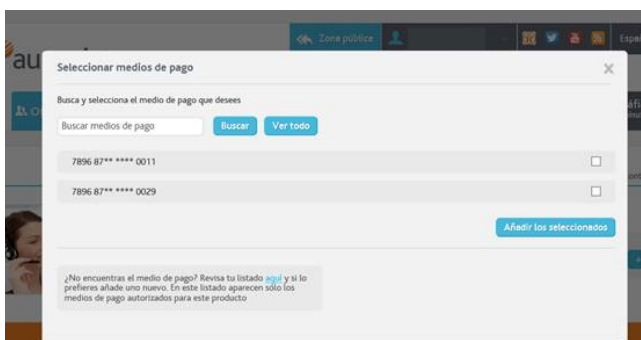 Zona pública
Españ
au
Seleccionar medios de pago
Busca y selecciona el medio de pago que desees
Buscar medios de pago
Buscar
Ver todo
7896 87** **** 0011
7896 87** **** 0029
Añadir los seleccionados
¿No encuentras el medio de pago? Revisa tu listado aquí y si lo
prefieres añade uno nuevo. En este listado aparecen sólo los
medios de pago autorizados para este producto